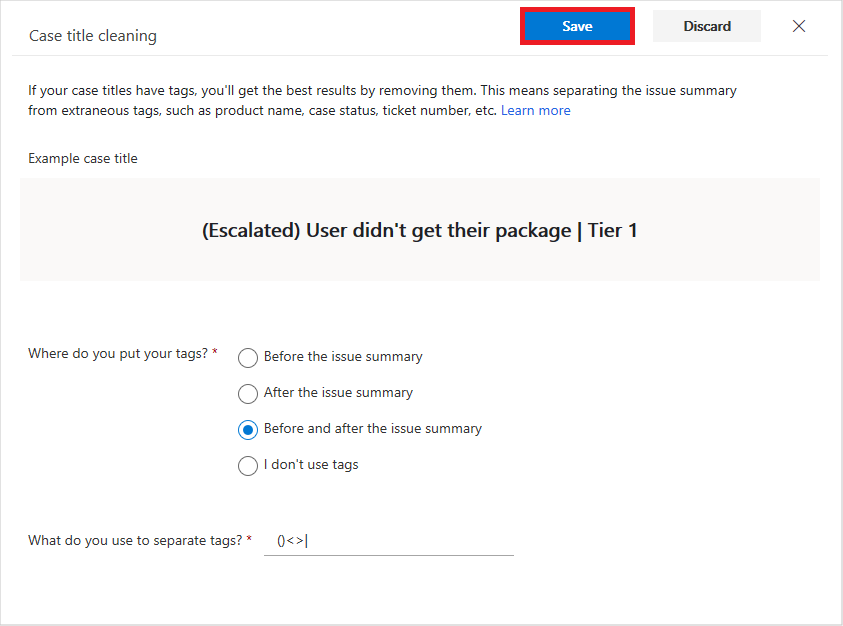 Case title cleaning
Save
Discard
If your case titles have tags, you'll get the best results by removing them. This means separating the issue summary
from extraneous tags, such as product name, case status, ticket number, etc. Learn more
Example case title
(Escalated) User didn't get their package | Tier 1
Where do you put your tags? *
Before the issue summary
After the issue summary
Before and after the issue summary
I don't use tags
What do you use to separate tags? *
()<>|